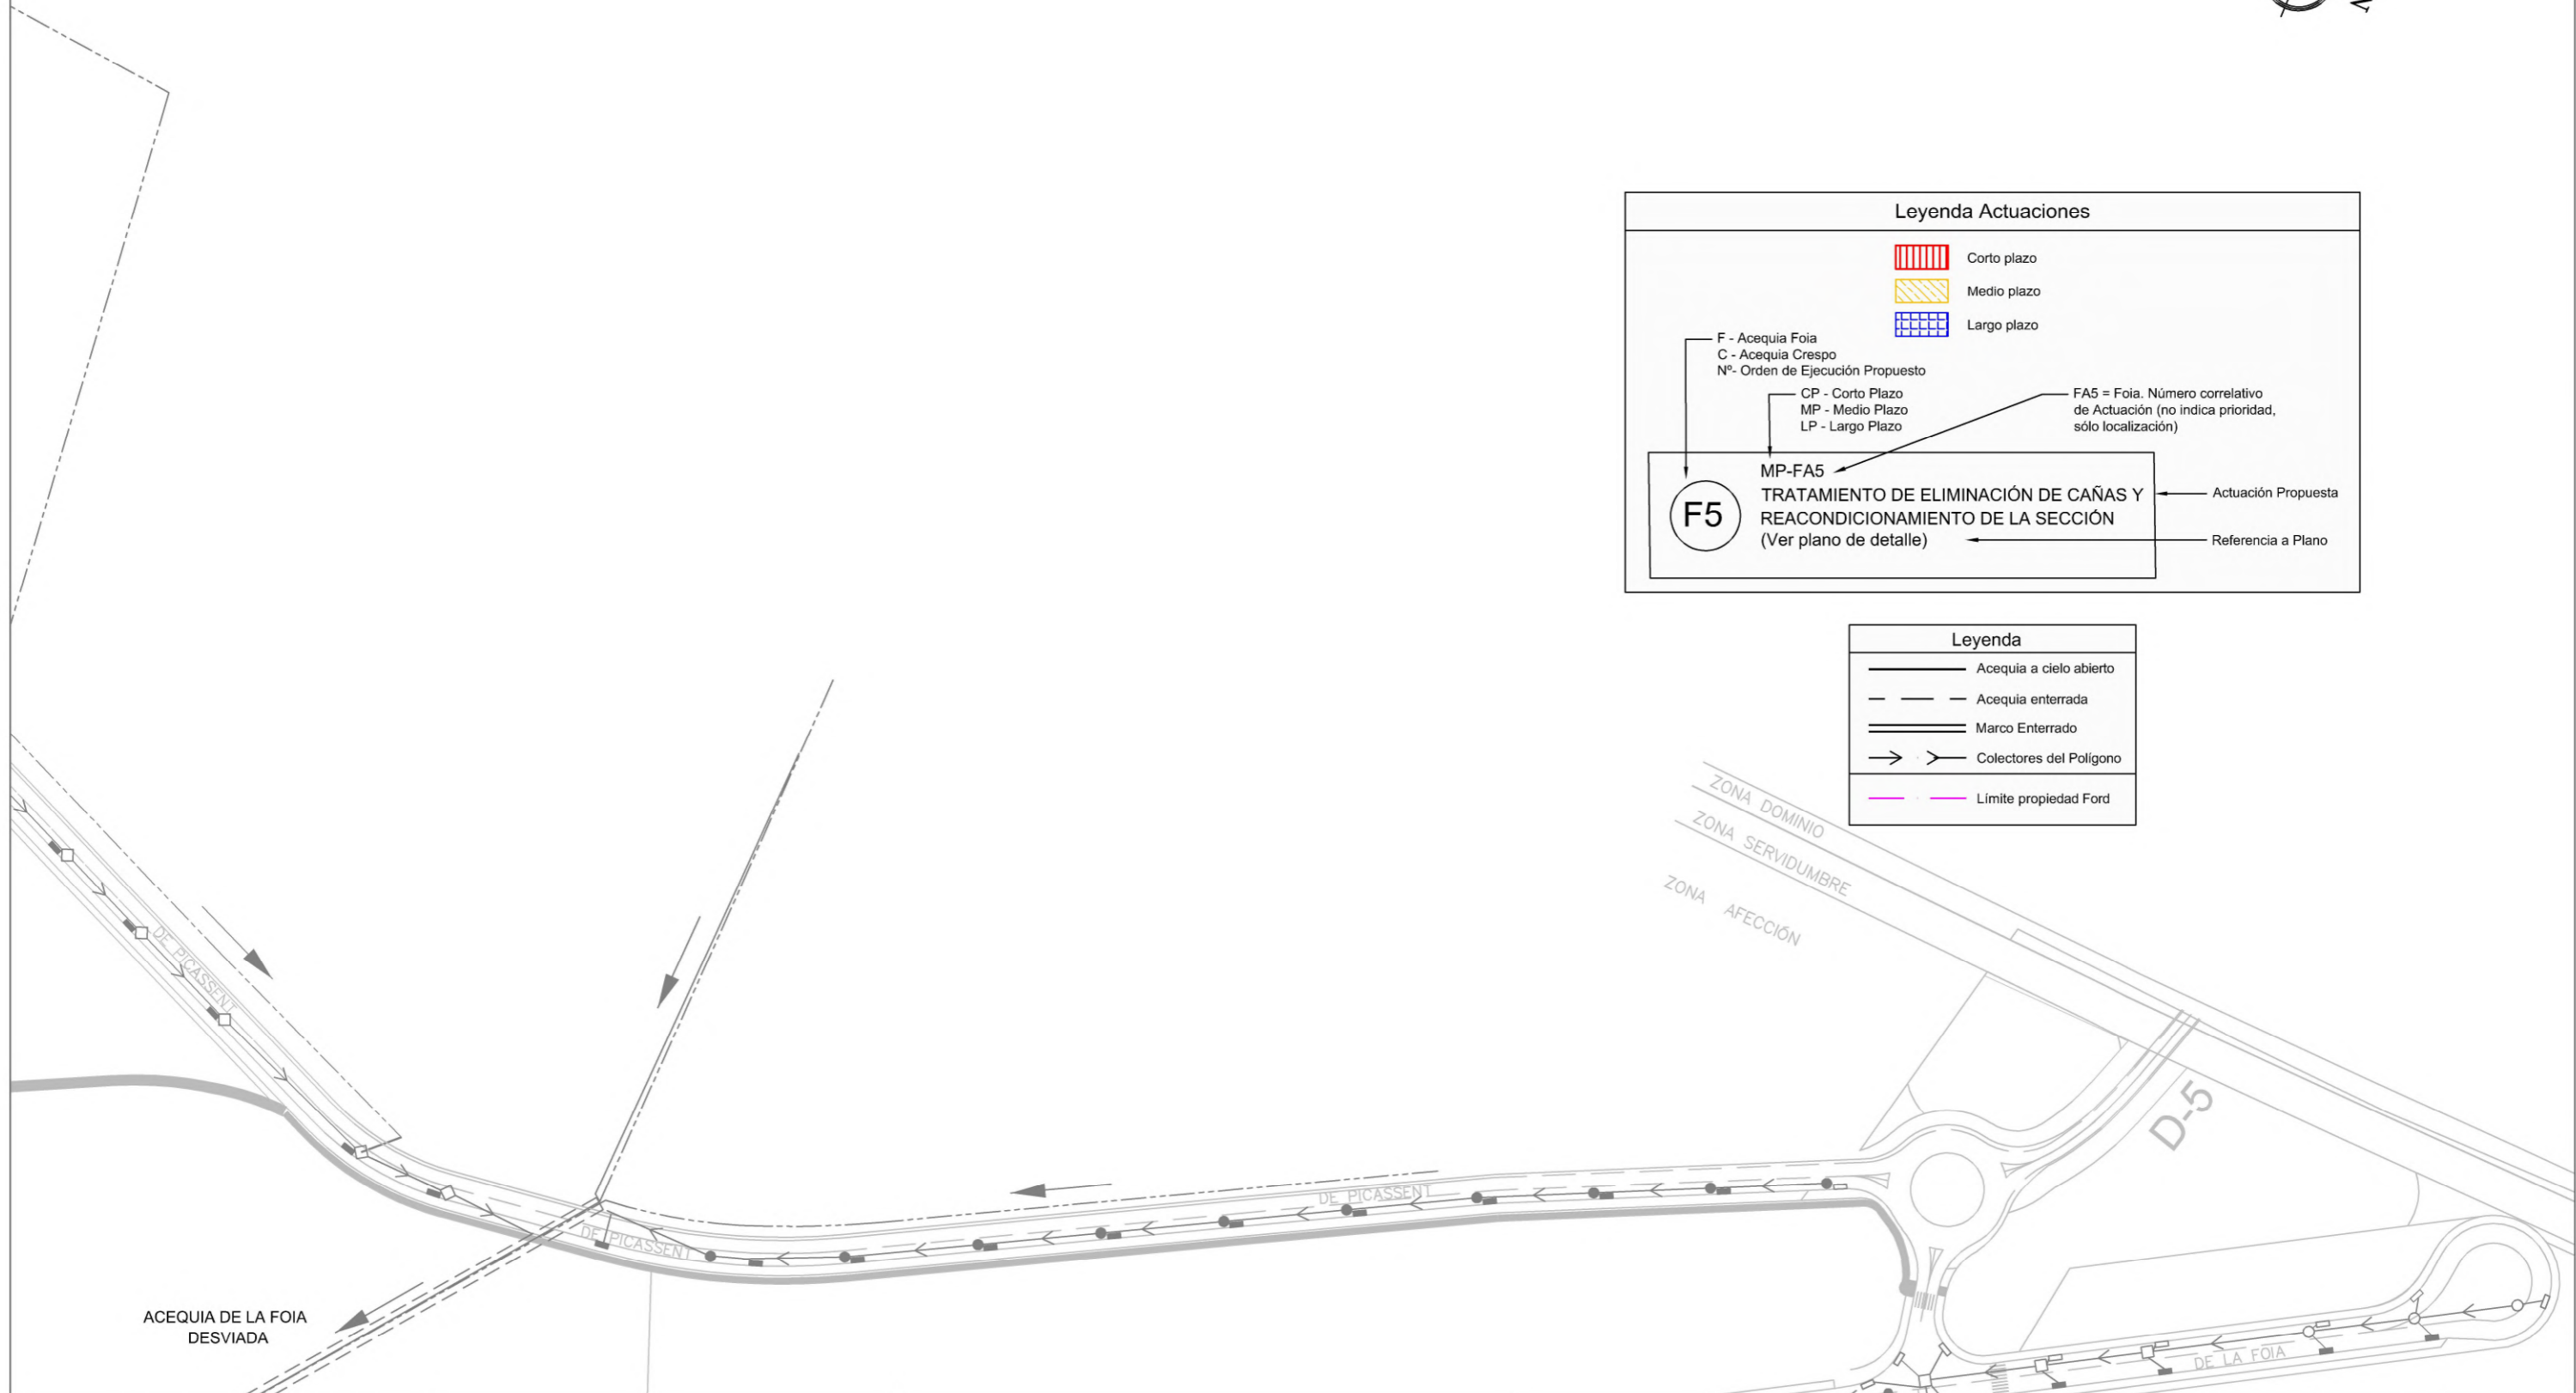 N
Leyenda Actuaciones
Corto plazo
Medio plazo
Largo plazo
F - Acequia Foia
C - Acequia Crespo
Nº- Orden de Ejecución Propuesto
CP - Corto Plazo
MP - Medio Plazo
LP - Largo Plazo
FA5 = Foia. Número correlativo
de Actuación (no indica prioridad,
sólo localización)
MP-FA5
F5
TRATAMIENTO DE ELIMINACIÓN DE CAÑAS Y
REACONDICIONAMIENTO DE LA SECCIÓN
(Ver plano de detalle)
Actuación Propuesta
Referencia a Plano
Leyenda
Acequia a cielo abierto
Acequia enterrada
Marco Enterrado
Colectores del Polígono
Límite propiedad Ford
ZONA DOMINIO
ZONA SERVIDUMBRE
ZONA AFECCIÓN
DE PICASSENT
D-5
DE PICASSENT
DE PICASSENT
ACEQUIA DE LA FOIA
DESVIADA
DE LA FOIA